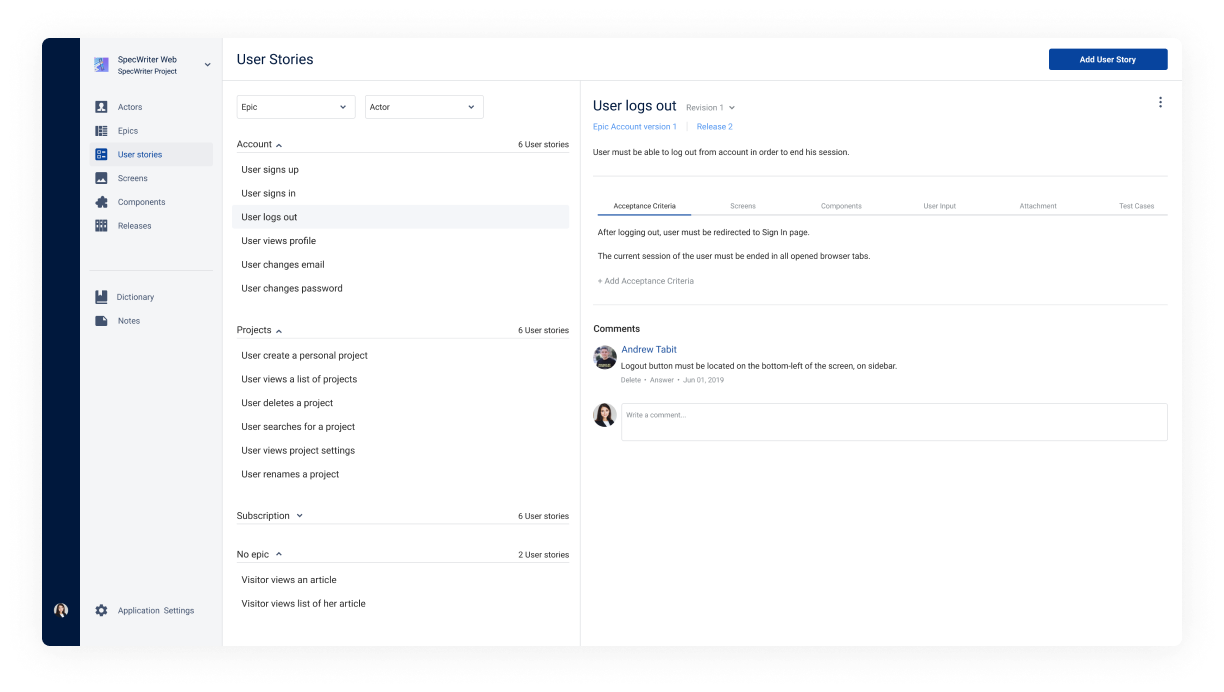 SpecWriter Web
SpecWriter Project
Actors
Epics
User stories
Screens
Components
Releases
Dictionary
Notes
Application Settings
User Stories
Add User Story
Epic
Actor
Account
6 User stories
User signs up
User signs in
User logs out
User views profile
User changes email
User changes password
Projects
6 User stories
User create a personal project
User views a list of projects
User deletes a project
User searches for a project
User views project settings
User renames a project
Subscription
6 User stories
No epic
2 User stories
Visitor views an article
Visitor views list of her article
User logs out
Revision 1
Epic Account version 1
Release 2
User must be able to log out from account in order to end his session.
Acceptance Criteria
Screens
Components
User Input
Attachment
Test Cases
After logging out, user must be redirected to Sign In page.
The current session of the user must be ended in all opened browser tabs.
+ Add Acceptance Criteria
Comments
Andrew Tabit
Logout button must be located on the bottom-left of the screen, on sidebar.
Delete • Answer • Jun 01, 2019
Write a comment...